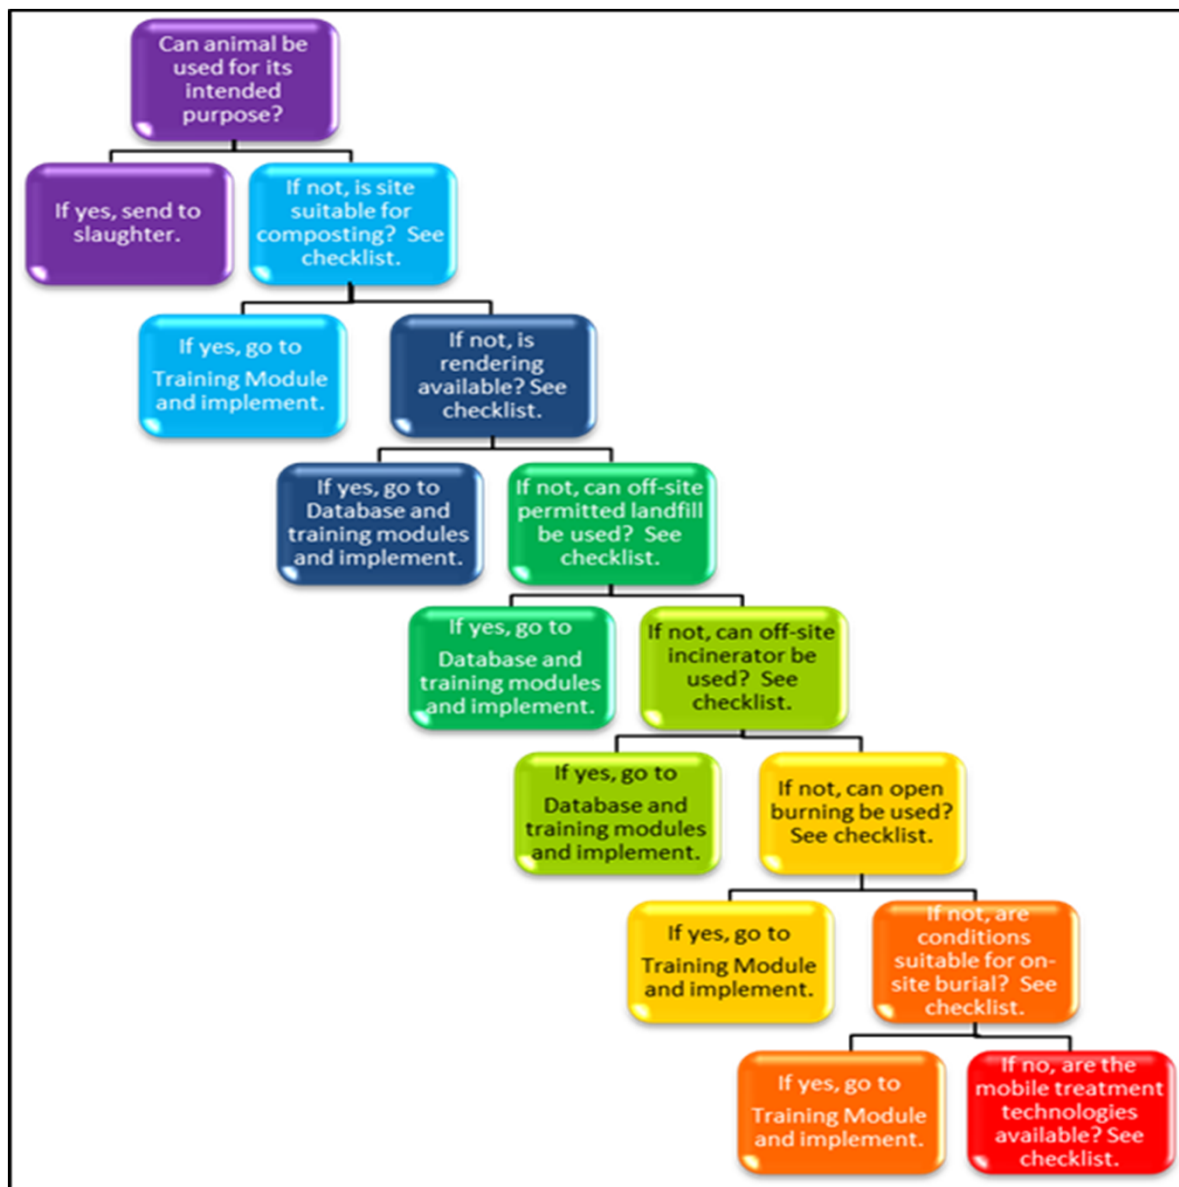 Can animal be
used for its
intended
purpose?
If yes, send to
slaughter.
If not, is site
suitable for
composting? See
checklist.
If yes, go to
Training Module
and implement.
If not, is
rendering
available? See
checklist.
If yes, go to
Database and
training modules
and implement.
If not, can off-site
permitted landfill
be used? See
checklist.
If yes, go to
Database and
training modules
and implement.
If not, can off-site
incinerator be
used? See
checklist.
If yes, go to
Database and
training modules
and implement.
If not, can open
burning be used?
See checklist.
If yes, go to
Training Module
and implement.
If not, are
conditions
suitable for on-
site burial? See
checklist.
If yes, go to
Training Module
and implement.
If no, are the
mobile treatment
technologies
available? See
checklist.